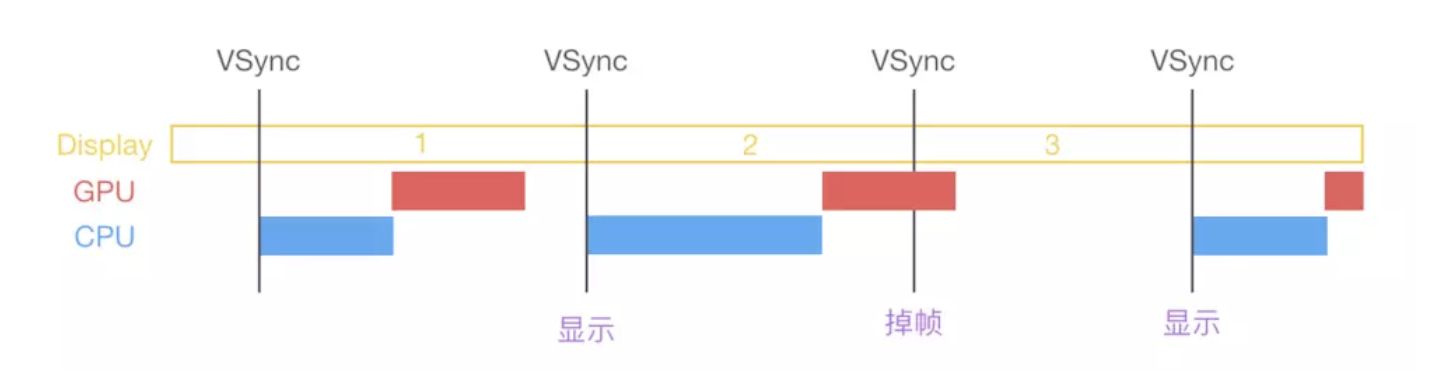 VSync VSync VSync VSync
Display 1 2 3
GPU
CPU
显示 掉帧 显示